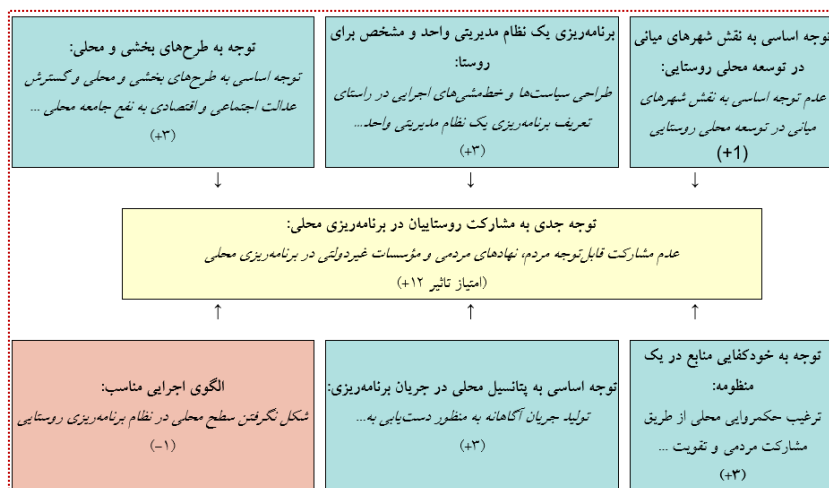 توجه اساسی به نقش شهرهای میانی
در توسعه محلی روستایی:
عدم توجه اساسی به نقش شهرهای
میانی در توسعه محلی روستایی
(+1)
برنامه‌ریزی یک نظام مدیریتی واحد و مشخص برای
روستا:
طراحی سیاست‌ها و خط‌مشی‌های اجرایی در راستای
تعریف برنامه‌ریزی یک نظام مدیریتی واحد...
(+۳)
توجه به طرح‌های بخشی و محلی:
توجه اساسی به طرح‌های بخشی و محلی و گسترش
عدالت اجتماعی و اقتصادی به نفع جامعه محلی ...
(+۳)
توجه جدی به مشارکت روستاییان در برنامه‌ریزی محلی:
عدم مشارکت قابل‌توجه مردم، نهادهای مردمی و مؤسسات غیردولتی در برنامه‌ریزی محلی
(امتیاز تاثیر ۱۲+)
توجه به خودکفایی منابع در یک
منظومه:
ترغیب حکمروایی محلی از طریق
مشارکت مردمی و تقویت ...
(+۳)
توجه اساسی به پتانسیل محلی در جریان برنامه‌ریزی:
تولید جریان آگاهانه به منظور دست‌یابی به...
(+۳)
الگوی اجرایی مناسب:
شکل نگرفتن سطح محلی در نظام برنامه‌ریزی روستایی
(-۱)